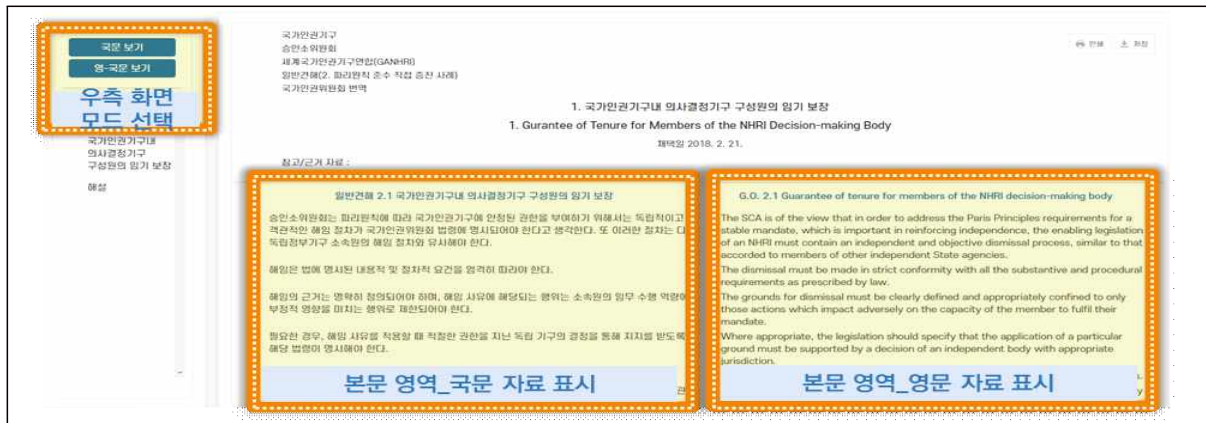 국문 보기
영-국문 보기
우측 화면
모드 선택
국가인권기구내
의사결정기구
구성원의 임기 보장
해설
국가인권기구
승인소위원회
세계국가인권기구연합(GANHRI)
일반견해(2. 파리원칙 준수 직접 증진 사례)
국가인권위원회 번역
인쇄
저장
1. 국가인권기구내 의사결정기구 구성원의 임기 보장
1. Gurantee of Tenure for Members of the NHRI Decision-making Body
채택일 2018. 2. 21.
참고/근거 자료 :
일반견해 2.1 국가인권기구내 의사결정기구 구성원의 임기 보장
승인소위원회는 파리원칙에 따라 국가인권기구에 안정된 권한을 부여하기 위해서는 독립적이고
객관적인 해임 절차가 국가인권위원회 법령에 명시되어야 한다고 생각한다. 또 이러한 절차는 다
독립정부기구 소속원의 해임 절차와 유사해야 한다.
해임은 법에 명시된 내용적 및 절차적 요건을 엄격히 따라야 한다.
해임의 근거는 명확히 정의되어야 하며, 해임 사유에 해당되는 행위는 소속원의 임무 수행 역량에
부정적 영향을 미치는 행위로 제한되어야 한다.
필요한 경우, 해임 사유를 적용할 때 적절한 권한을 지닌 독립 기구의 결정을 통해 지지를 받도록
해당 법령이 명시해야 한다.
관
본문 영역_국문 자료 표시
G.O. 2.1 Guarantee of tenure for members of the NHRI decision-making body
The SCA is of the view that in order to address the Paris Principles requirements for a
stable mandate, which is important in reinforcing independence, the enabling legislation
of an NHRI must contain an independent and objective dismissal process, similar to that
accorded to members of other independent State agencies.
The dismissal must be made in strict conformity with all the substantive and procedural
requirements as prescribed by law.
The grounds for dismissal must be clearly defined and appropriately confined to only
those actions which impact adversely on the capacity of the member to fulfil their
mandate.
Where appropriate, the legislation should specify that the application of a particular
ground must be supported by a decision of an independent body with appropriate
jurisdiction.
본문 영역_영문 자료 표시